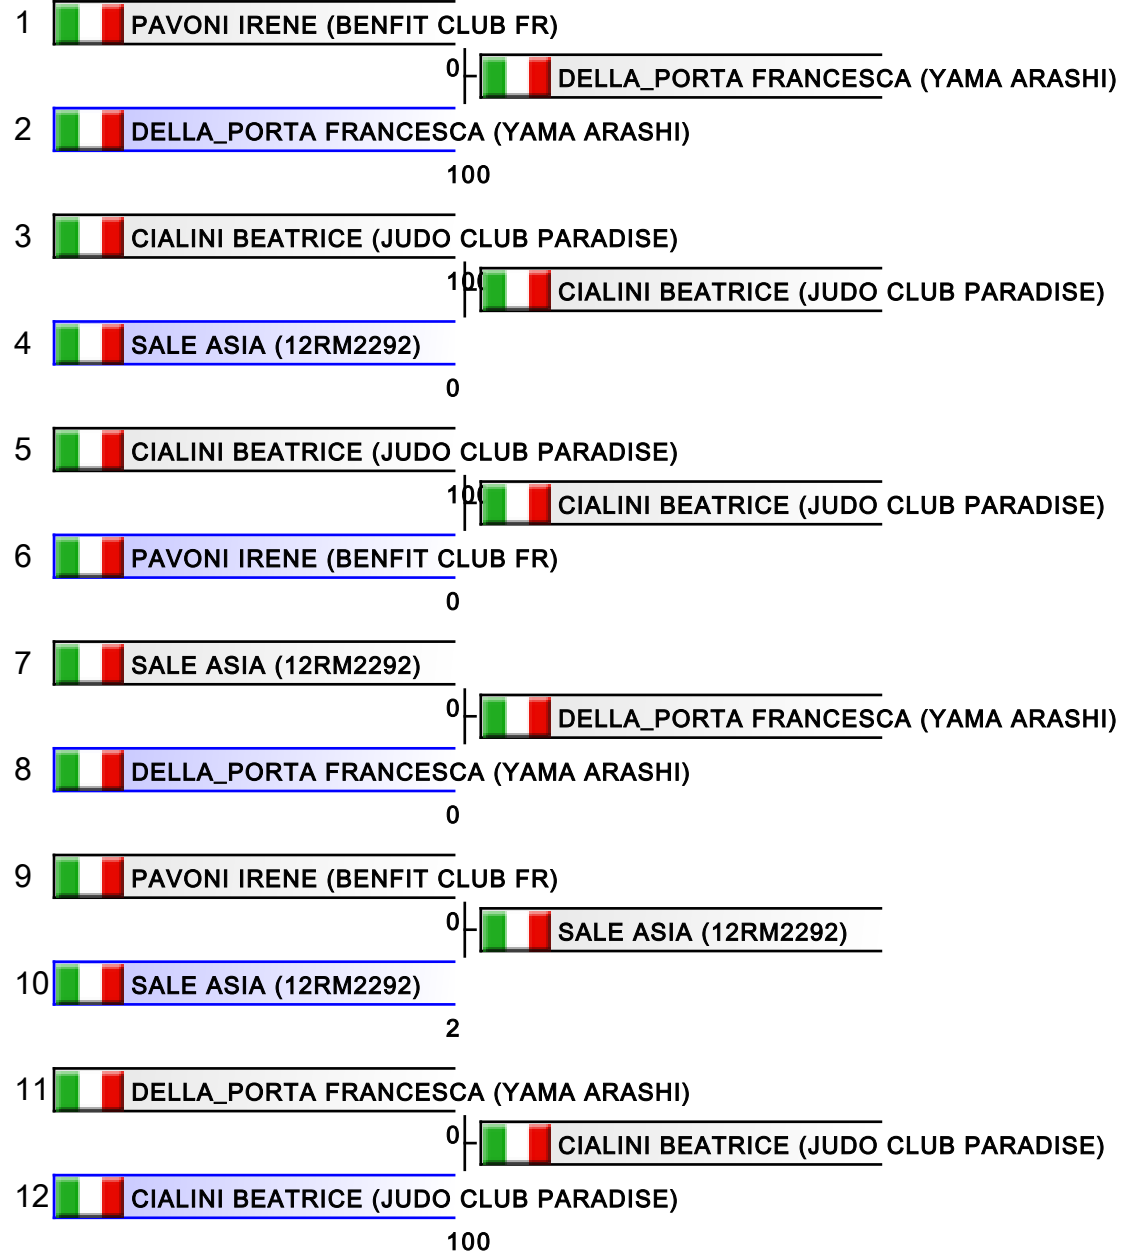 1 PAVONI IRENE (BENFIT CLUB FR)
0 DELLA_PORTA FRANCESCA (YAMA ARASHI)
2 DELLA_PORTA FRANCESCA (YAMA ARASHI)
100
3 CIALINI BEATRICE (JUDO CLUB PARADISE)
100 CIALINI BEATRICE (JUDO CLUB PARADISE)
4 SALE ASIA (12RM2292)
0
5 CIALINI BEATRICE (JUDO CLUB PARADISE)
100 CIALINI BEATRICE (JUDO CLUB PARADISE)
6 PAVONI IRENE (BENFIT CLUB FR)
0
7 SALE ASIA (12RM2292)
0 DELLA_PORTA FRANCESCA (YAMA ARASHI)
8 DELLA_PORTA FRANCESCA (YAMA ARASHI)
0
9 PAVONI IRENE (BENFIT CLUB FR)
0 SALE ASIA (12RM2292)
10 SALE ASIA (12RM2292)
2
11 DELLA_PORTA FRANCESCA (YAMA ARASHI)
0 CIALINI BEATRICE (JUDO CLUB PARADISE)
12 CIALINI BEATRICE (JUDO CLUB PARADISE)
100